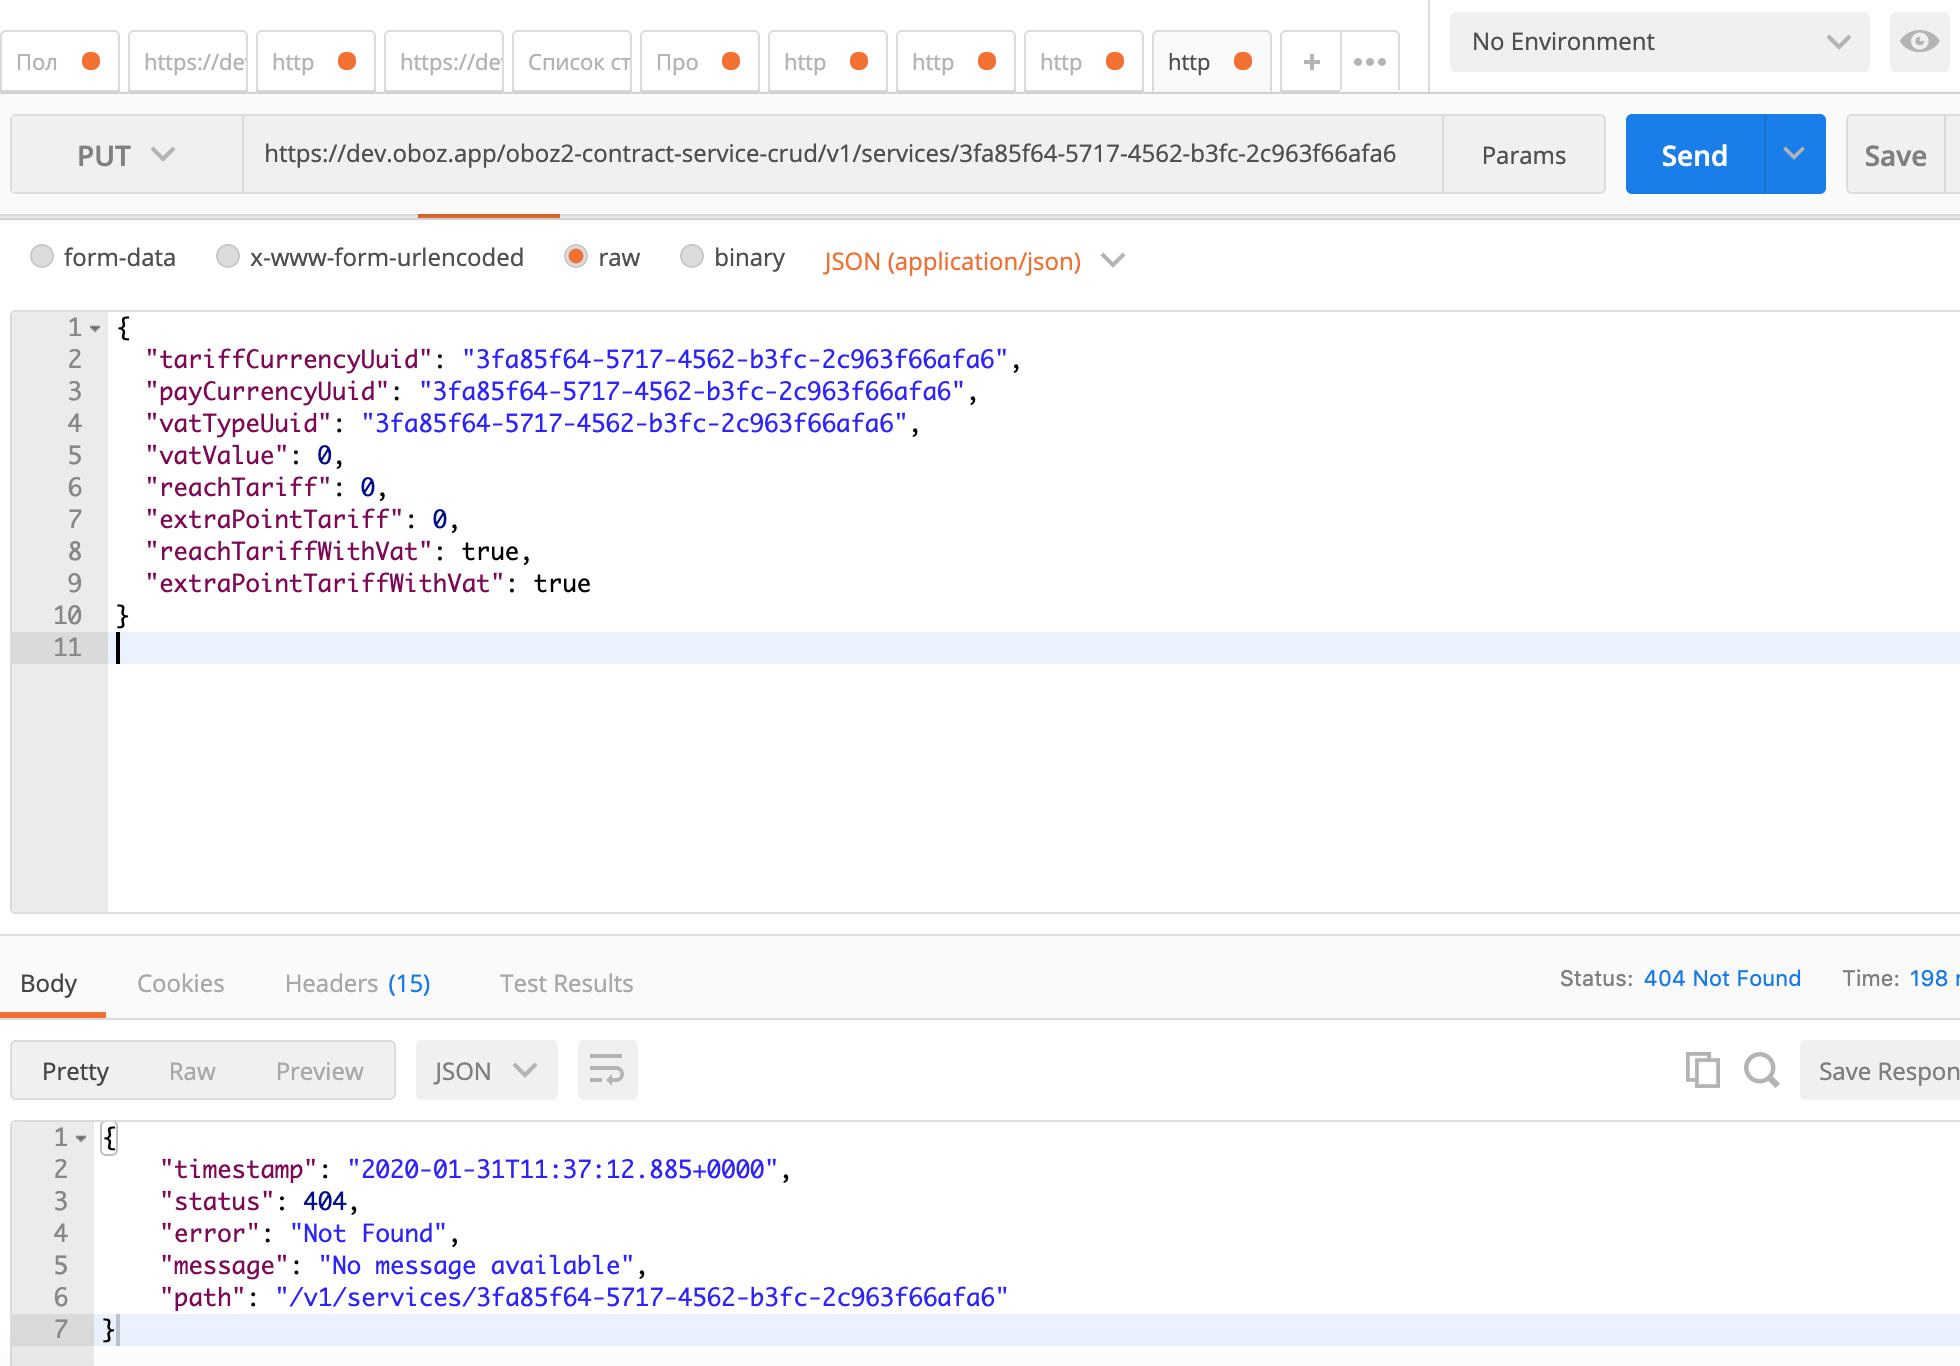 Пол
https://de
http
https://de
Список ст
Про
http
http
http
http
No Environment
PUT
https://dev.oboz.app/oboz2-contract-service-crud/v1/services/3fa85f64-5717-4562-b3fc-2c963f66afa6
Params
Send
Save
form-data
x-www-form-urlencoded
raw
binary
JSON (application/json)
1 {
2 "tariffCurrencyUuid": "3fa85f64-5717-4562-b3fc-2c963f66afa6",
3 "payCurrencyUuid": "3fa85f64-5717-4562-b3fc-2c963f66afa6",
4 "vatTypeUuid": "3fa85f64-5717-4562-b3fc-2c963f66afa6",
5 "vatValue": 0,
6 "reachTariff": 0,
7 "extraPointTariff": 0,
8 "reachTariffWithVat": true,
9 "extraPointTariffWithVat": true
10 }
11
Body
Cookies
Headers (15)
Test Results
Status: 404 Not Found
Time: 198
Pretty
Raw
Preview
JSON
Save Respon
1 {
2 "timestamp": "2020-01-31T11:37:12.885+0000",
3 "status": 404,
4 "error": "Not Found",
5 "message": "No message available",
6 "path": "/v1/services/3fa85f64-5717-4562-b3fc-2c963f66afa6"
7 }